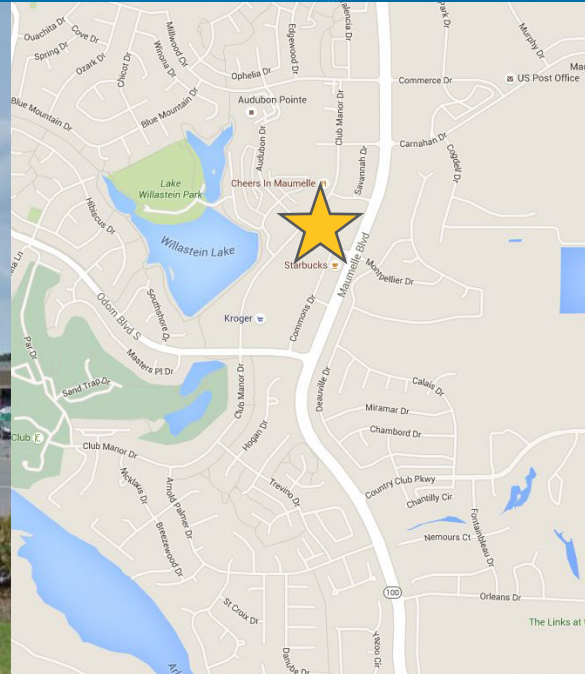 Ouachita Dr
Cove Dr
Spring Dr
Ozark Dr
Chicot Dr
Millwood Cir
Winona Dr
Edgewood Dr
Valencia Dr
Park Dr
Murphy Dr
Ophelia Dr
Commerce Dr
US Post Office
Blue Mountain Dr
Blue Mountain Dr
Audubon Pointe
Audubon Dr
Club Manor Dr
Savannah Dr
Carnahan Dr
Cogdell Dr
Lake
Willastein Park
Cheers In Maumelle
Hibiscus Dr
Willastein Lake
Starbucks
Maumelle Blvd
Montpellier Dr
Odom Blvd S
Southshore Dr
Kroger
Commons Dr
Masters Pl Dr
Par Dr
Sand Trap Dr
Club Manor Dr
Deauville Dr
Calais Dr
Miramar Dr
Chambord Dr
Club
Club Manor Dr
Hogan Dr
Nicklaus Dr
Arnold Palmer Dr
Trevino Dr
Country Club Pkwy
Chantilly Cir
Breezewood Dr
Fontainbleau Dr
Nemours Ct
100
Orleans Dr
St Croix Dr
The Links at
Danube Dr